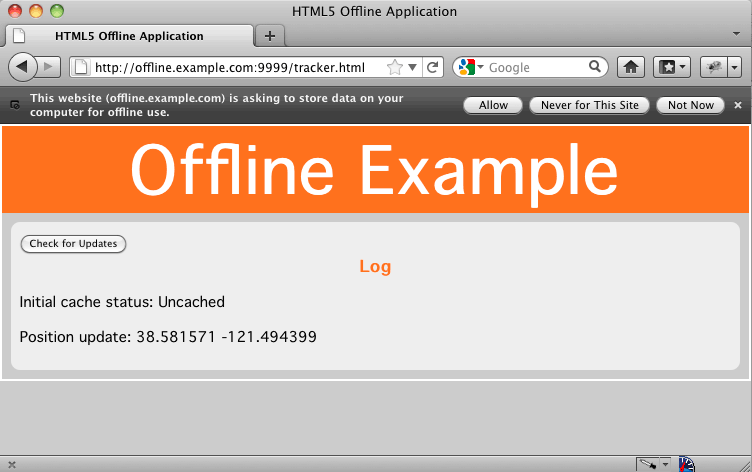 HTML5 Offline Application
HTML5 Offline Application
http://offline.example.com:9999/tracker.html
Google
This website (offline.example.com) is asking to store data on your
computer for offline use.
Allow
Never for This Site
Not Now
Offline Example
Check for Updates
Log
Initial cache status: Uncached
Position update: 38.581571 -121.494399